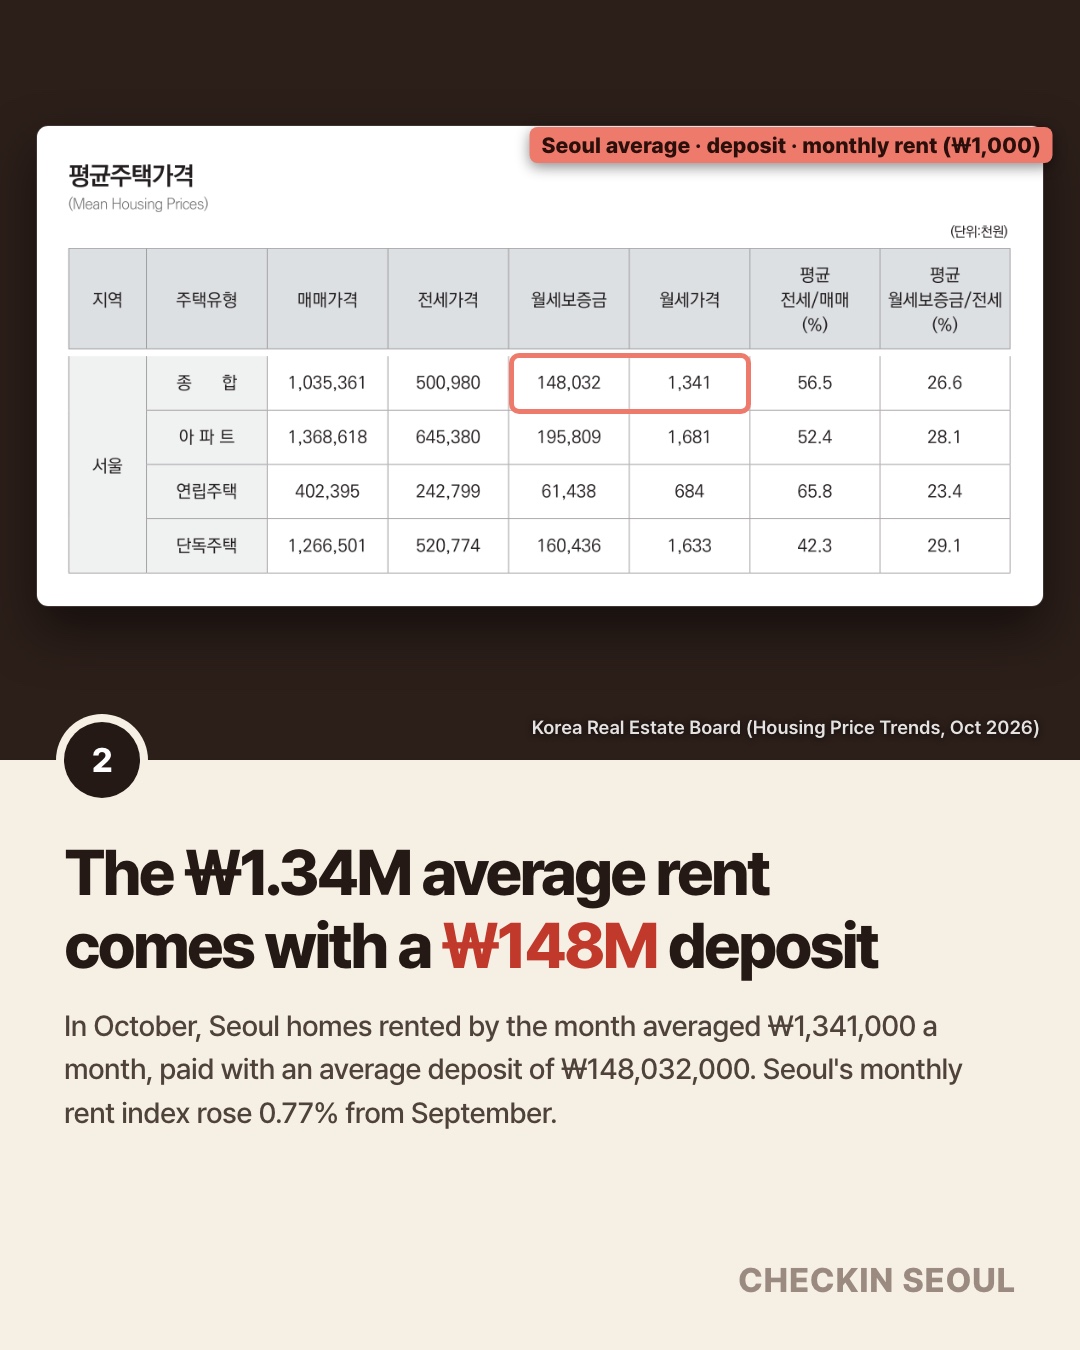 Seoul average · deposit · monthly rent (₩1,000)
평균주택가격
(Mean Housing Prices)
(단위:천원)
지역 주택유형 매매가격 전세가격 월세보증금 월세가격 평균 전세/매매 (%) 평균 월세보증금/전세 (%)
서울
종 합 1,035,361 500,980 148,032 1,341 56.5 26.6
아 파 트 1,368,618 645,380 195,809 1,681 52.4 28.1
연립주택 402,395 242,799 61,438 684 65.8 23.4
단독주택 1,266,501 520,774 160,436 1,633 42.3 29.1
Korea Real Estate Board (Housing Price Trends, Oct 2026)
2
The ₩1.34M average rent
comes with a ₩148M deposit
In October, Seoul homes rented by the month averaged ₩1,341,000 a
month, paid with an average deposit of ₩148,032,000. Seoul's monthly
rent index rose 0.77% from September.
CHECKIN SEOUL